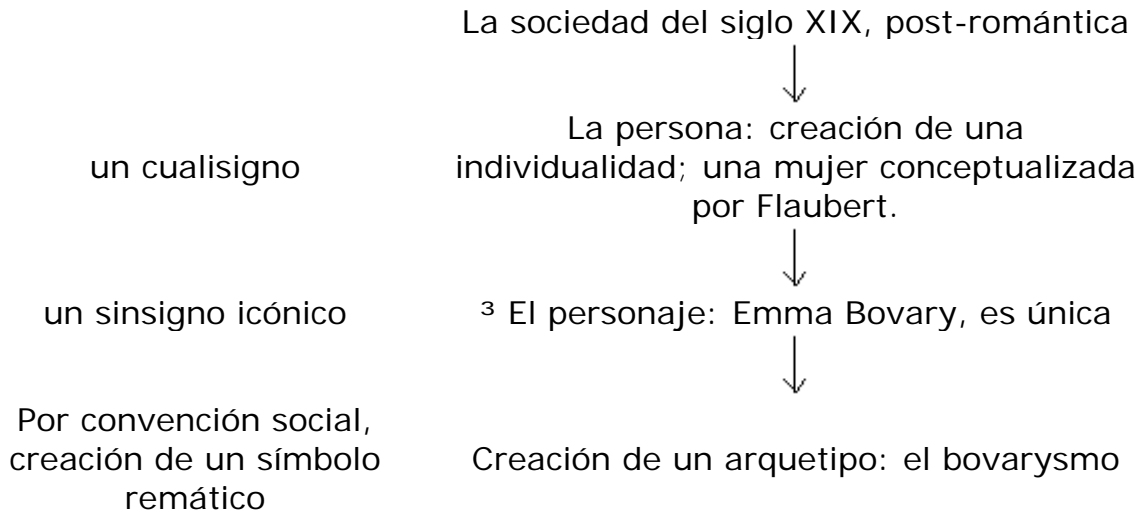 La sociedad del siglo XIX, post-romántica
un cualisigno
La persona: creación de una
individualidad; una mujer conceptualizada
por Flaubert.
un sinsigno icónico
³ El personaje: Emma Bovary, es única
Por convención social,
creación de un símbolo
remático
Creación de un arquetipo: el bovarysmo